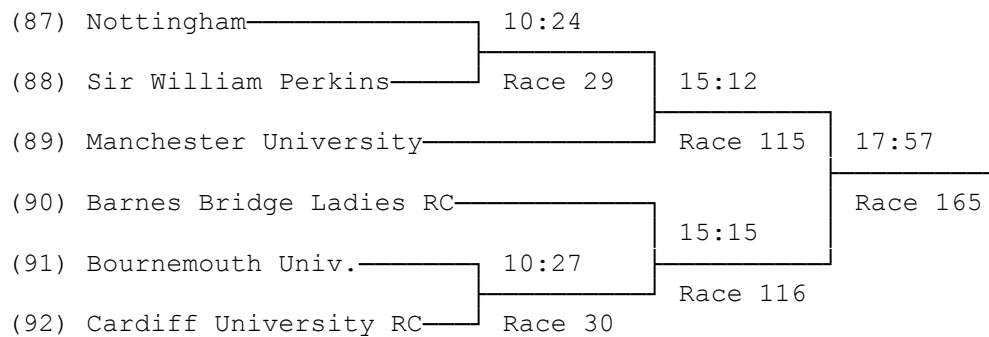 (87) Nottingham 10:24
(88) Sir William Perkins Race 29 15:12
(89) Manchester University Race 115 17:57
(90) Barnes Bridge Ladies RC Race 165
15:15
(91) Bournemouth Univ. 10:27
Race 116
(92) Cardiff University RC Race 30